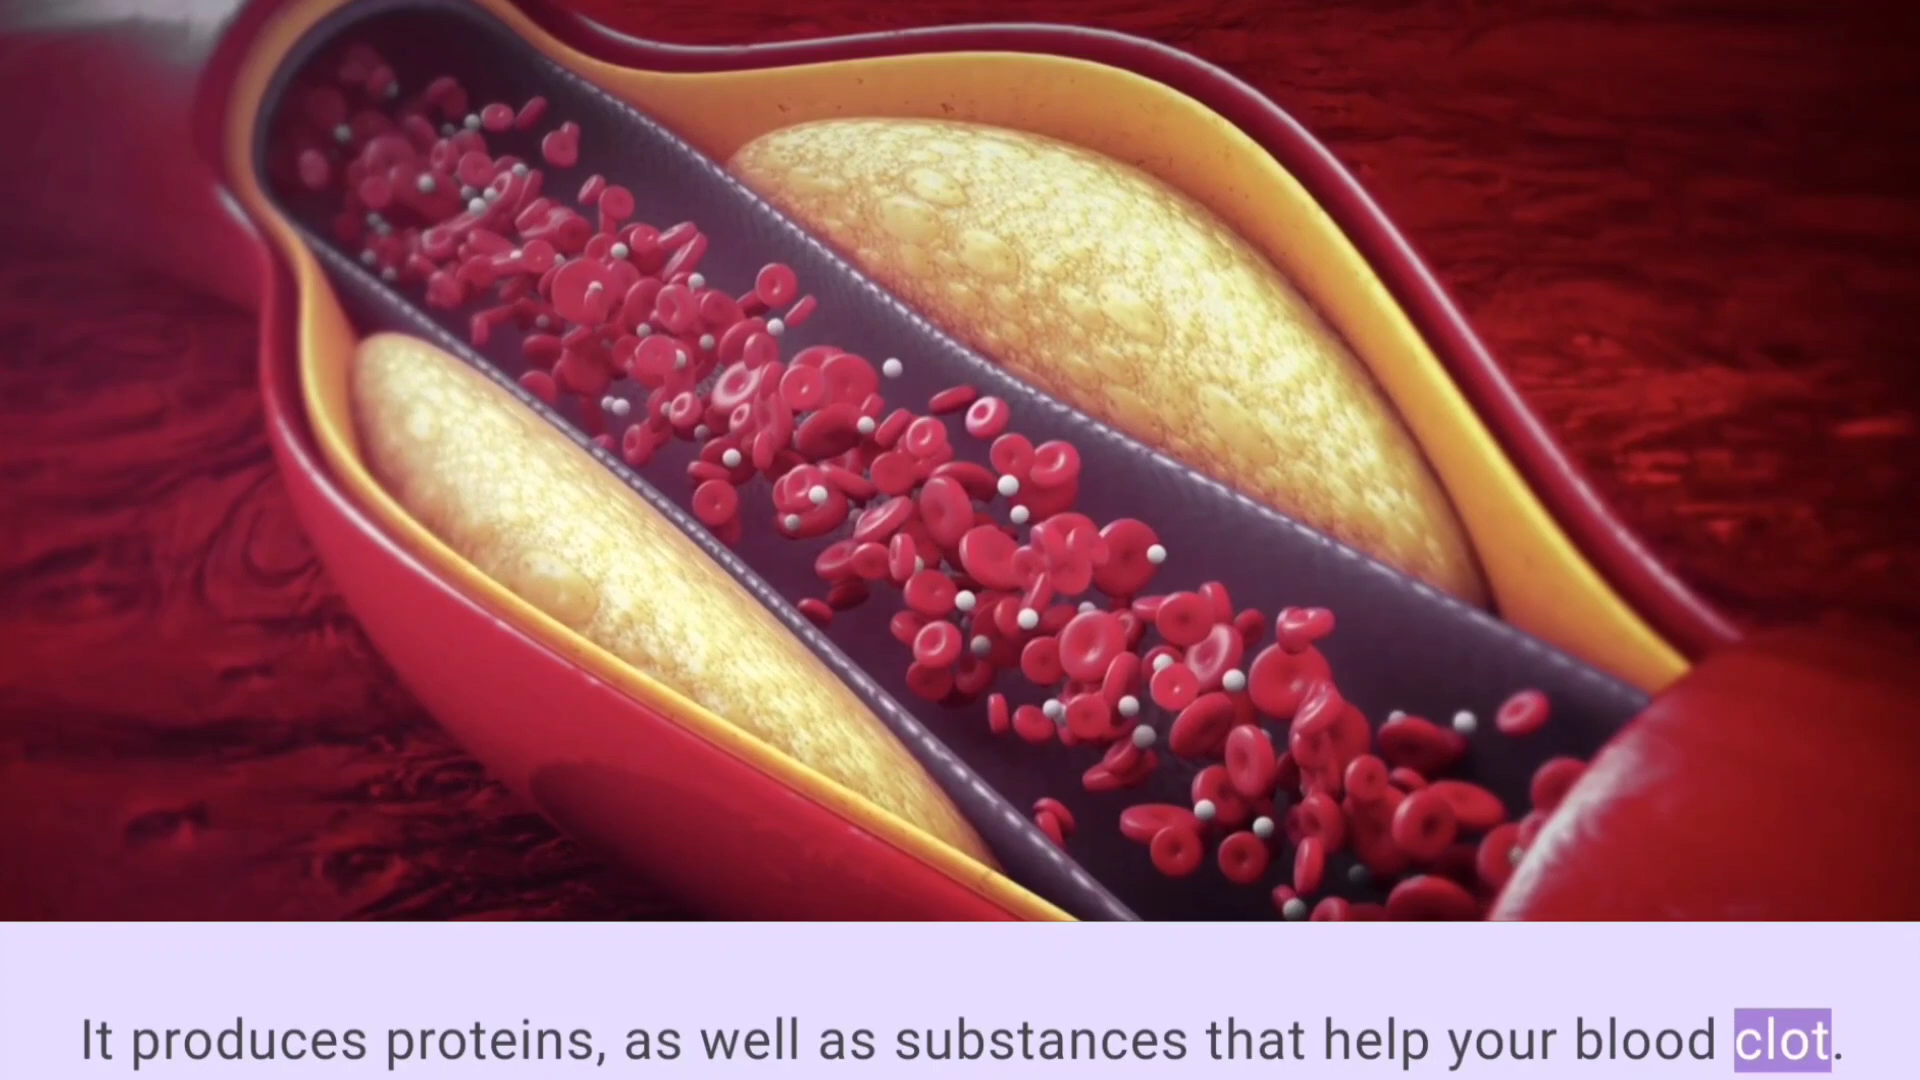 It produces proteins, as well as substances that help your blood clot.